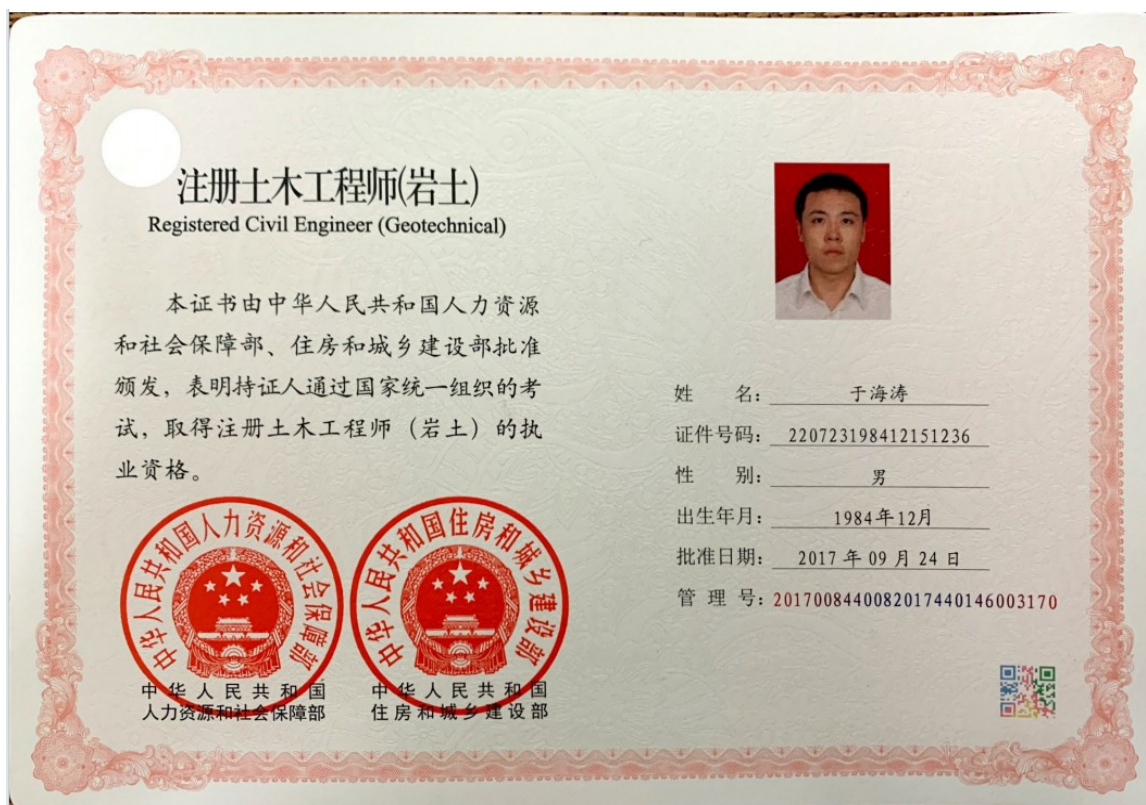 注册土木工程师(岩土)
Registered Civil Engineer (Geotechnical)
本证书由中华人民共和国人力资源
和社会保障部、住房和城乡建设部批准
颁发，表明持证人通过国家统一组织的考
试，取得注册土木工程师（岩土）的执
业资格。
中华人民共和国人力资源和社会保障部
中华人民共和国
人力资源和社会保障部
中华人民共和国住房和城乡建设部
中华人民共和国
住房和城乡建设部
姓 名：于海涛
证件号码：220723198412151236
性 别：男
出生年月：1984年12月
批准日期：2017年09月24日
管 理 号：2017008440082017440146003170